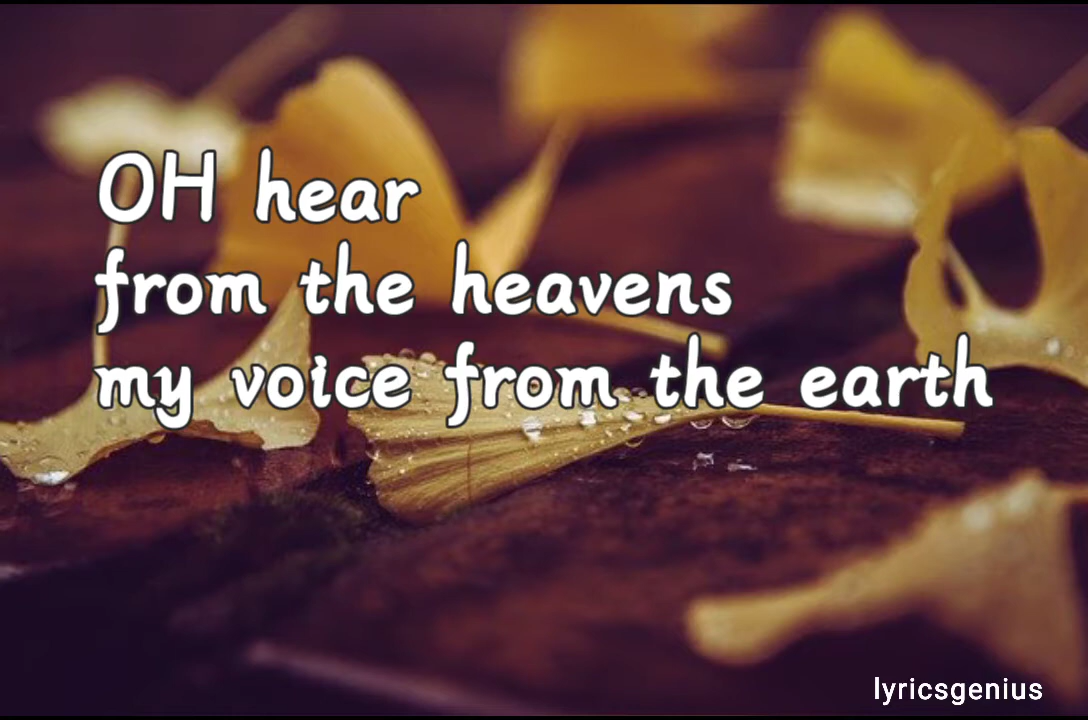 OH hear
from the heavens
my voice from the earth
lyricsgenius